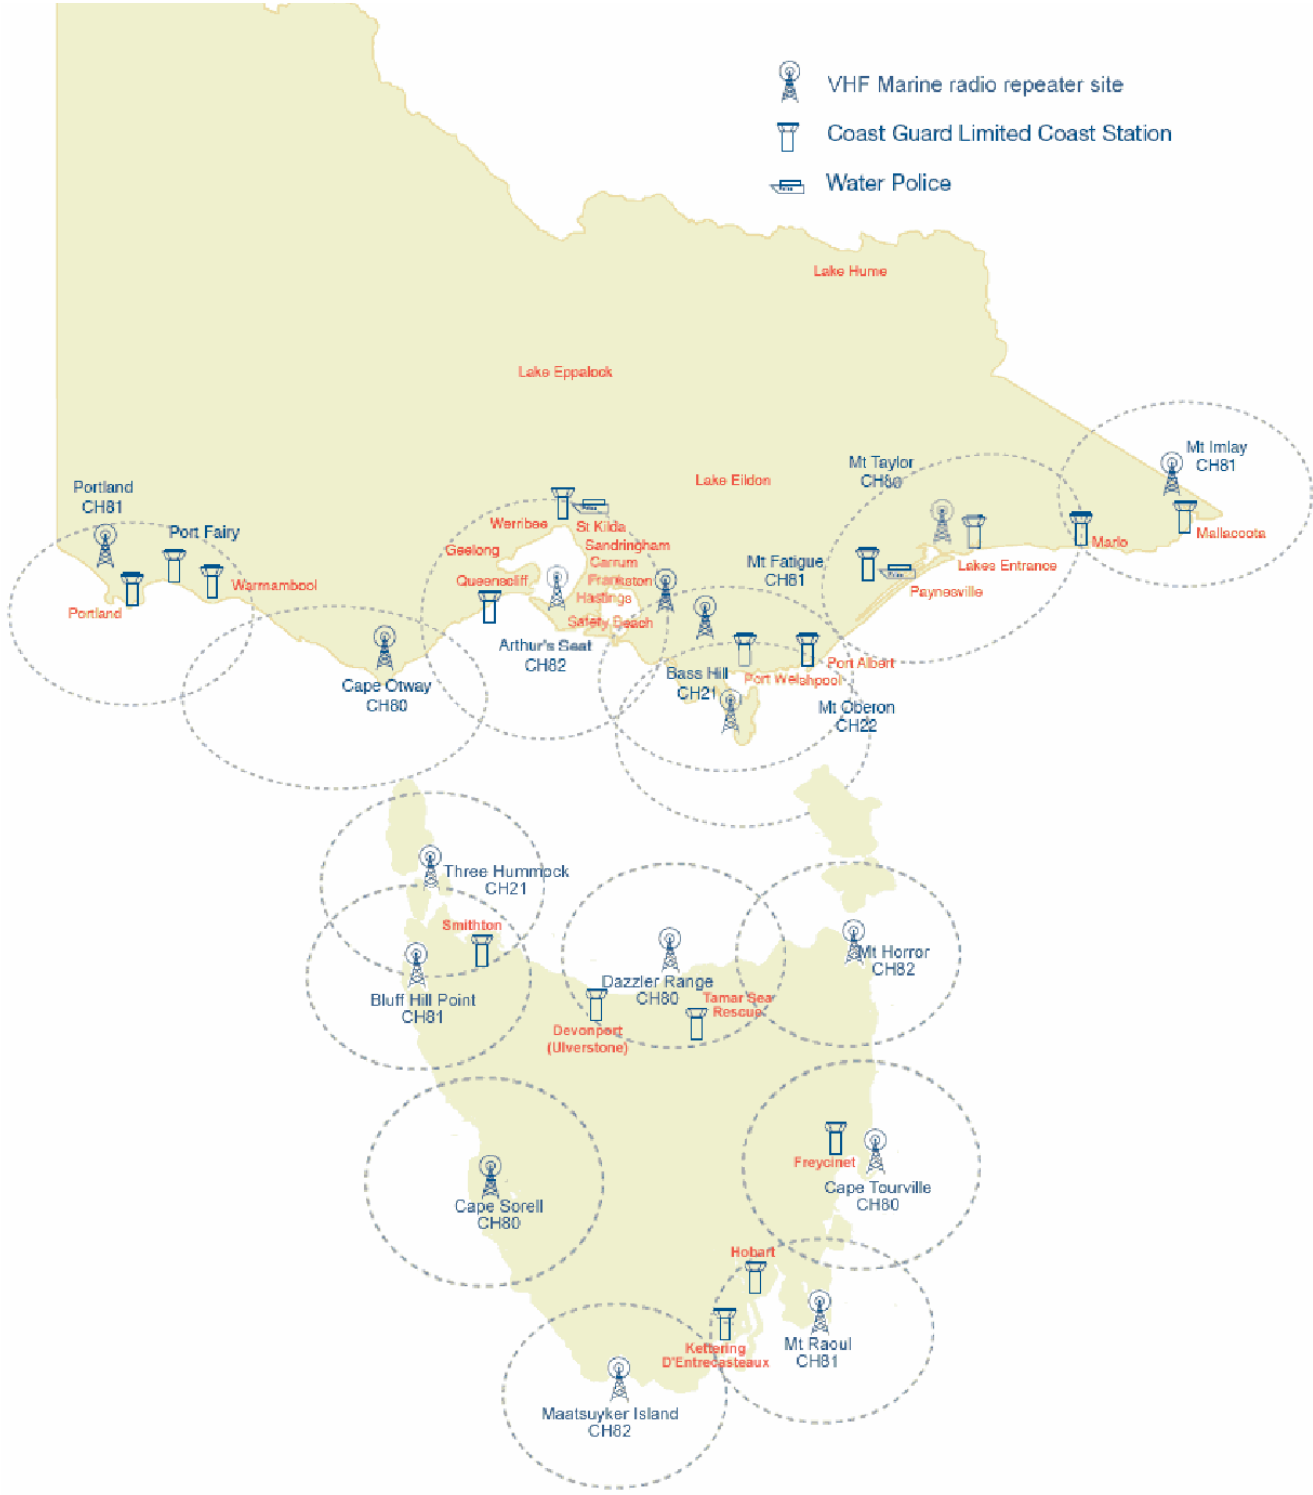 VHF Marine radio repeater site
Coast Guard Limited Coast Station
Water Police
Lake Hume
Lake Eppalock
Lake Eildon
Mt Imlay
CH81
Mt Taylor
CH80
Portland
CH81
Port Fairy
Werribee
St Kilda
Sandringham
Geelong
Carrum
Frankston
Queenscliff
Hastings
Safety Beach
Mt Fatigue
CH81
Mallacoota
Marlo
Lakes Entrance
Paynesville
Warrnambool
Portland
Arthur's Seat
CH82
Cape Otway
CH80
Bass Hill
CH21
Port Albert
Port Welshpool
Mt Oberon
CH22
Three Hummock
CH21
Smithton
Bluff Hill Point
CH81
Dazzler Range
CH80
Tamar Sea
Rescue
Mt Horror
CH82
Devonport
(Ulverstone)
Freycinet
Cape Tourville
CH80
Cape Sorell
CH80
Hobart
Kettering
D'Entrecasteaux
Mt Raoul
CH81
Maatsuyker Island
CH82